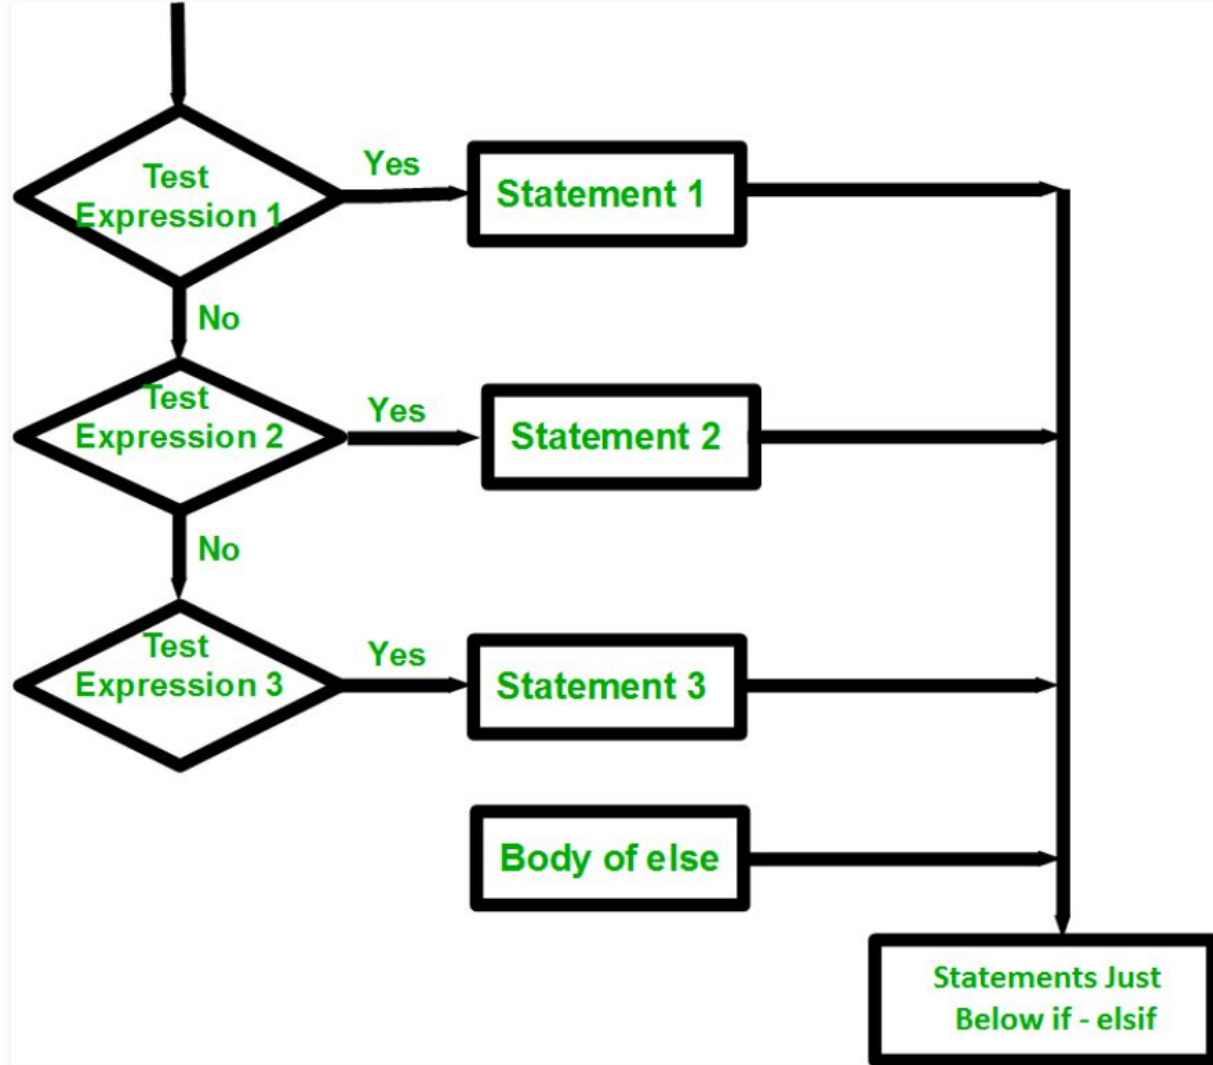 Test
Expression 1
Yes
Statement 1
No
Test
Expression 2
Yes
Statement 2
No
Test
Expression 3
Yes
Statement 3
Body of else
Statements Just
Below if - elsif